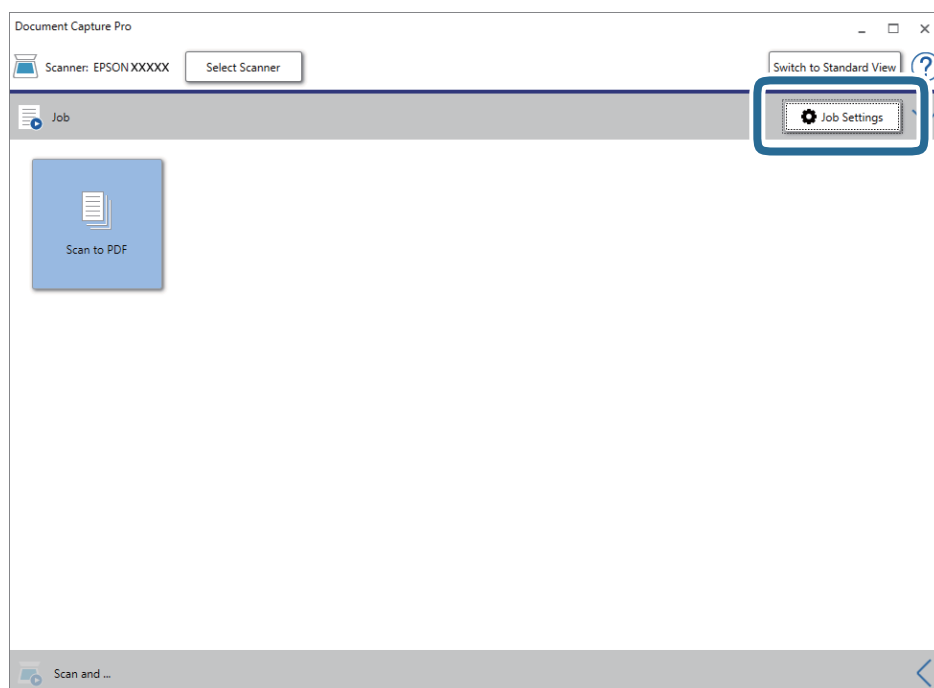 Document Capture Pro
Scanner: EPSON XXXXX Select Scanner Switch to Standard View ?
Job Job Settings
Scan to PDF
Scan and ...